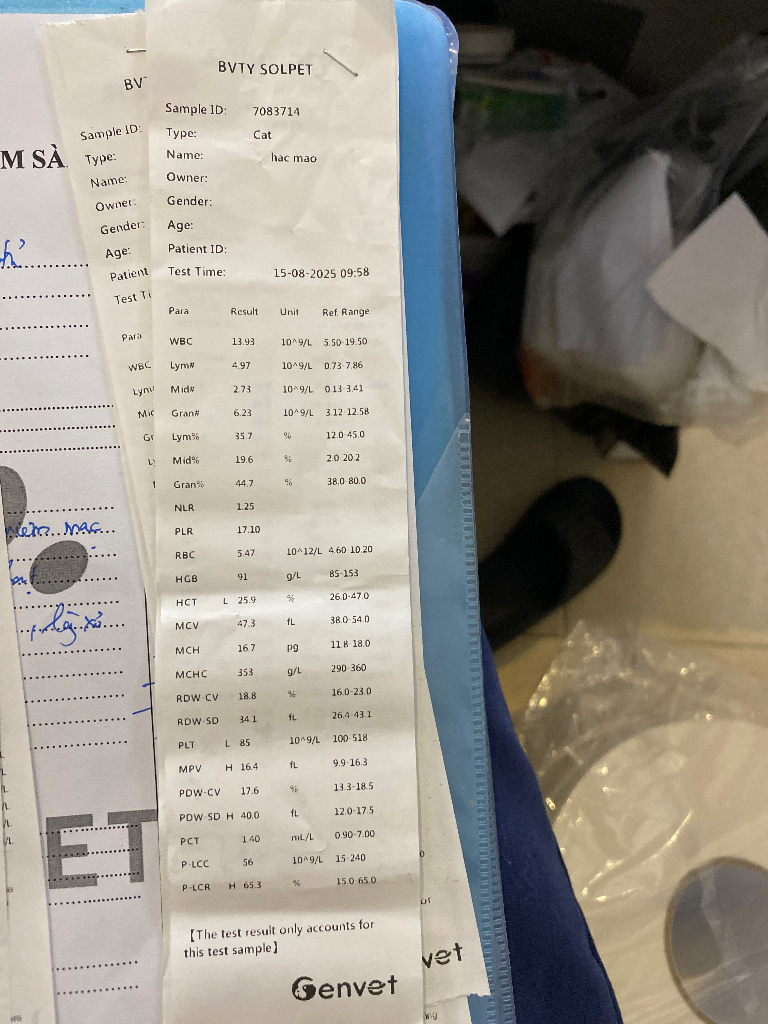 BVTY SOLPET
Sample ID: 7083714
Type: Cat
Name: hac mao
Owner:
Gender:
Age:
Patient ID:
Test Time: 15-08-2025 09:58
Para Result Unit Ref. Range
WBC 13.93 10^9/L 5.50-19.50
Lym# 4.97 10^9/L 0.73-7.86
Mid# 2.73 10^9/L 0.13-3.41
Gran# 6.23 10^9/L 3.12-12.58
Lym% 35.7 % 12.0-45.0
Mid% 19.6 % 2.0-20.2
Gran% 44.7 % 38.0-80.0
NLR 1.25
PLR 17.10
RBC 5.47 10^12/L 4.60-10.20
HGB 91 g/L 85-153
HCT L 25.9 % 26.0-47.0
MCV 47.3 fL 38.0-54.0
MCH 16.7 pg 11.8-18.0
MCHC 353 g/L 290-360
RDW-CV 18.8 % 16.0-23.0
RDW-SD 34.1 fL 26.4-43.1
PLT L 85 10^9/L 100-518
MPV H 16.4 fL 9.9-16.3
PDW-CV 17.6 % 13.3-18.5
PDW-SD H 40.0 fL 12.0-17.5
PCT 1.40 mL/L 0.90-7.00
P-LCC 56 10^9/L 15-240
P-LCR H 65.3 % 15.0-65.0
【The test result only accounts for
this test sample】
Genvet
BV
Sample ID:
Type:
Name:
Owner:
Gender:
Age:
Patient
Test Ti
Para
WBC
Lym
Mic
Gr
L
M SÀ
mạc
ET
vet